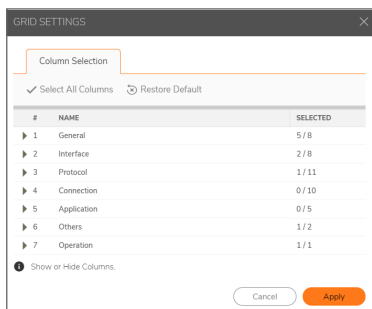 GRID SETTINGS
Column Selection
Select All Columns Restore Default
# NAME SELECTED
1 General 5 / 8
2 Interface 2 / 8
3 Protocol 1 / 11
4 Connection 0 / 10
5 Application 0 / 5
6 Others 1 / 2
7 Operation 1 / 1
Show or Hide Columns.
Cancel Apply